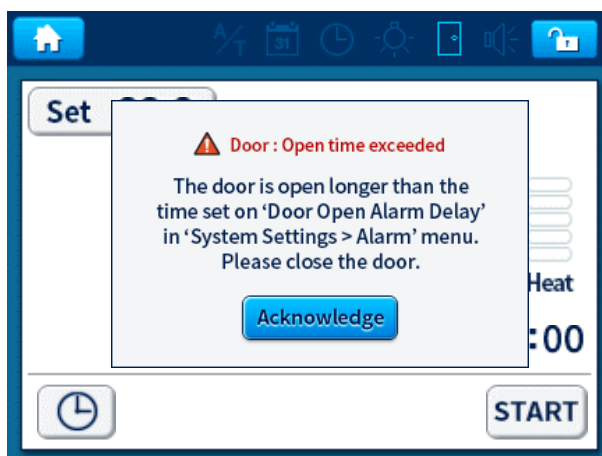 A/T
31
Set
Door : Open time exceeded
The door is open longer than the
time set on ‘Door Open Alarm Delay’
in ‘System Settings > Alarm’ menu.
Please close the door.
Heat
Acknowledge
:00
START